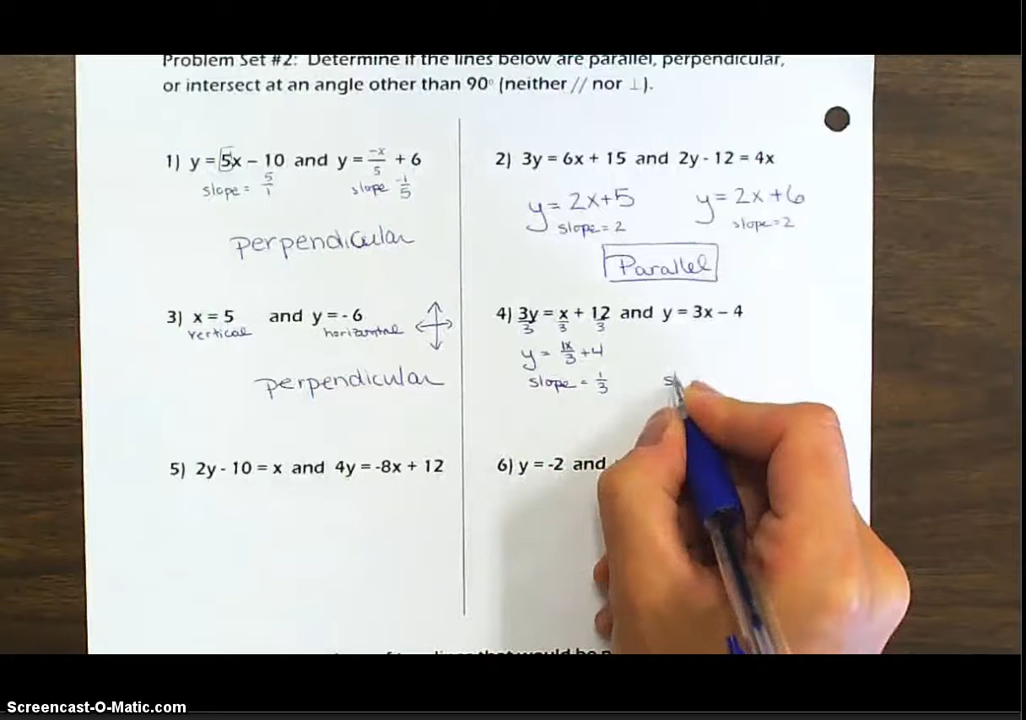 Problem Set #2: Determine if the lines below are parallel, perpendicular,
or intersect at an angle other than 90° (neither // nor ⊥).
1) y = 5x – 10 and y = -x/5 + 6
slope = 5/1 slope -1/5
perpendicular
2) 3y = 6x + 15 and 2y - 12 = 4x
y = 2x+5 y = 2x+6
slope=2 slope=2
Parallel
3) x = 5 and y = - 6
vertical horizontal
perpendicular
4) 3y/3 = x/3 + 12/3 and y = 3x – 4
y = 1x/3 +4
slope = 1/3 s
5) 2y - 10 = x and 4y = -8x + 12
6) y = -2 and
Screencast-O-Matic.com